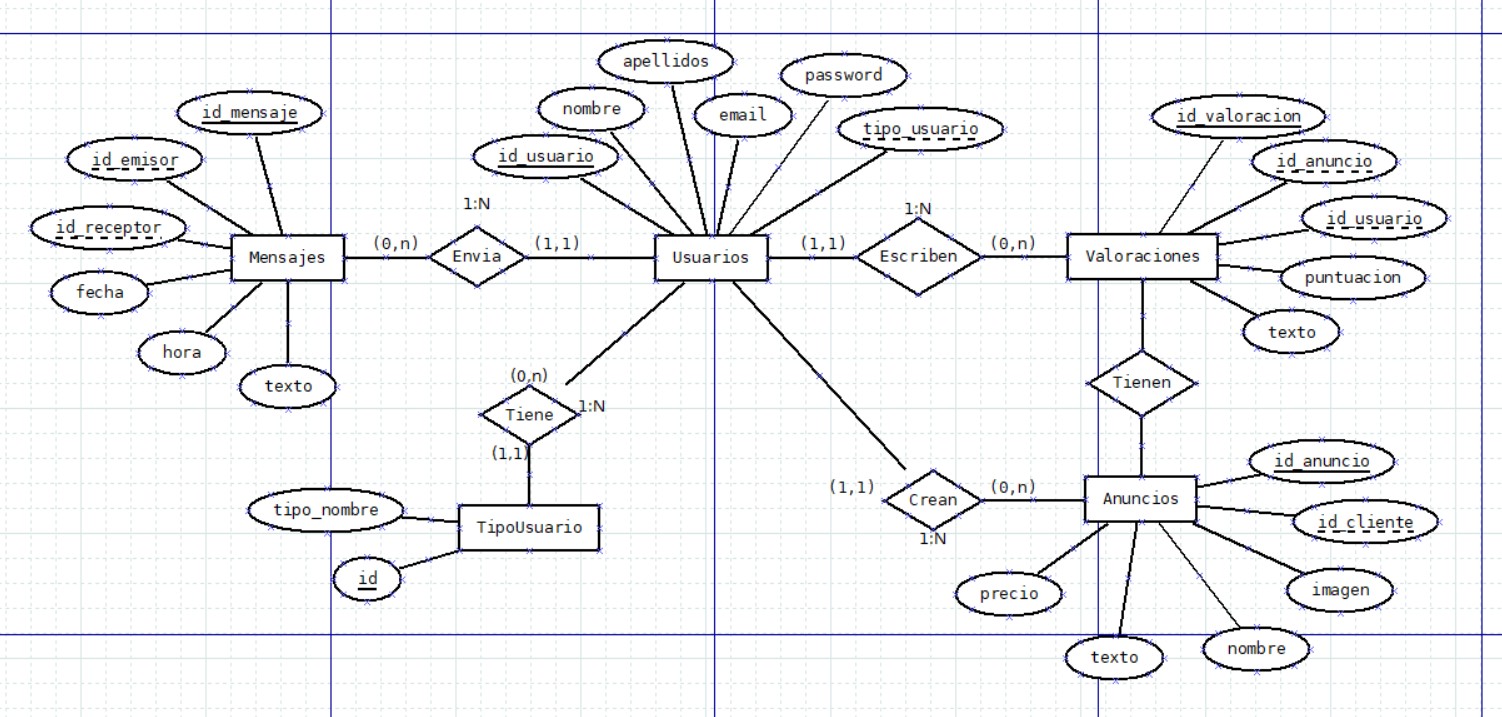 apellidos
password
nombre
email
id_mensaje
tipo_usuario
id_valoracion
id_emisor
id_usuario
id_anuncio
id_receptor
1:N
1:N
id_usuario
Mensajes
(0,n)
Envia
(1,1)
Usuarios
(1,1)
Escriben
(0,n)
Valoraciones
fecha
puntuacion
hora
texto
texto
(0,n)
Tienen
Tiene
1:N
(1,1)
id_anuncio
tipo_nombre
TipoUsuario
(1,1)
Crean
(0,n)
Anuncios
id_cliente
1:N
id
precio
imagen
texto
nombre